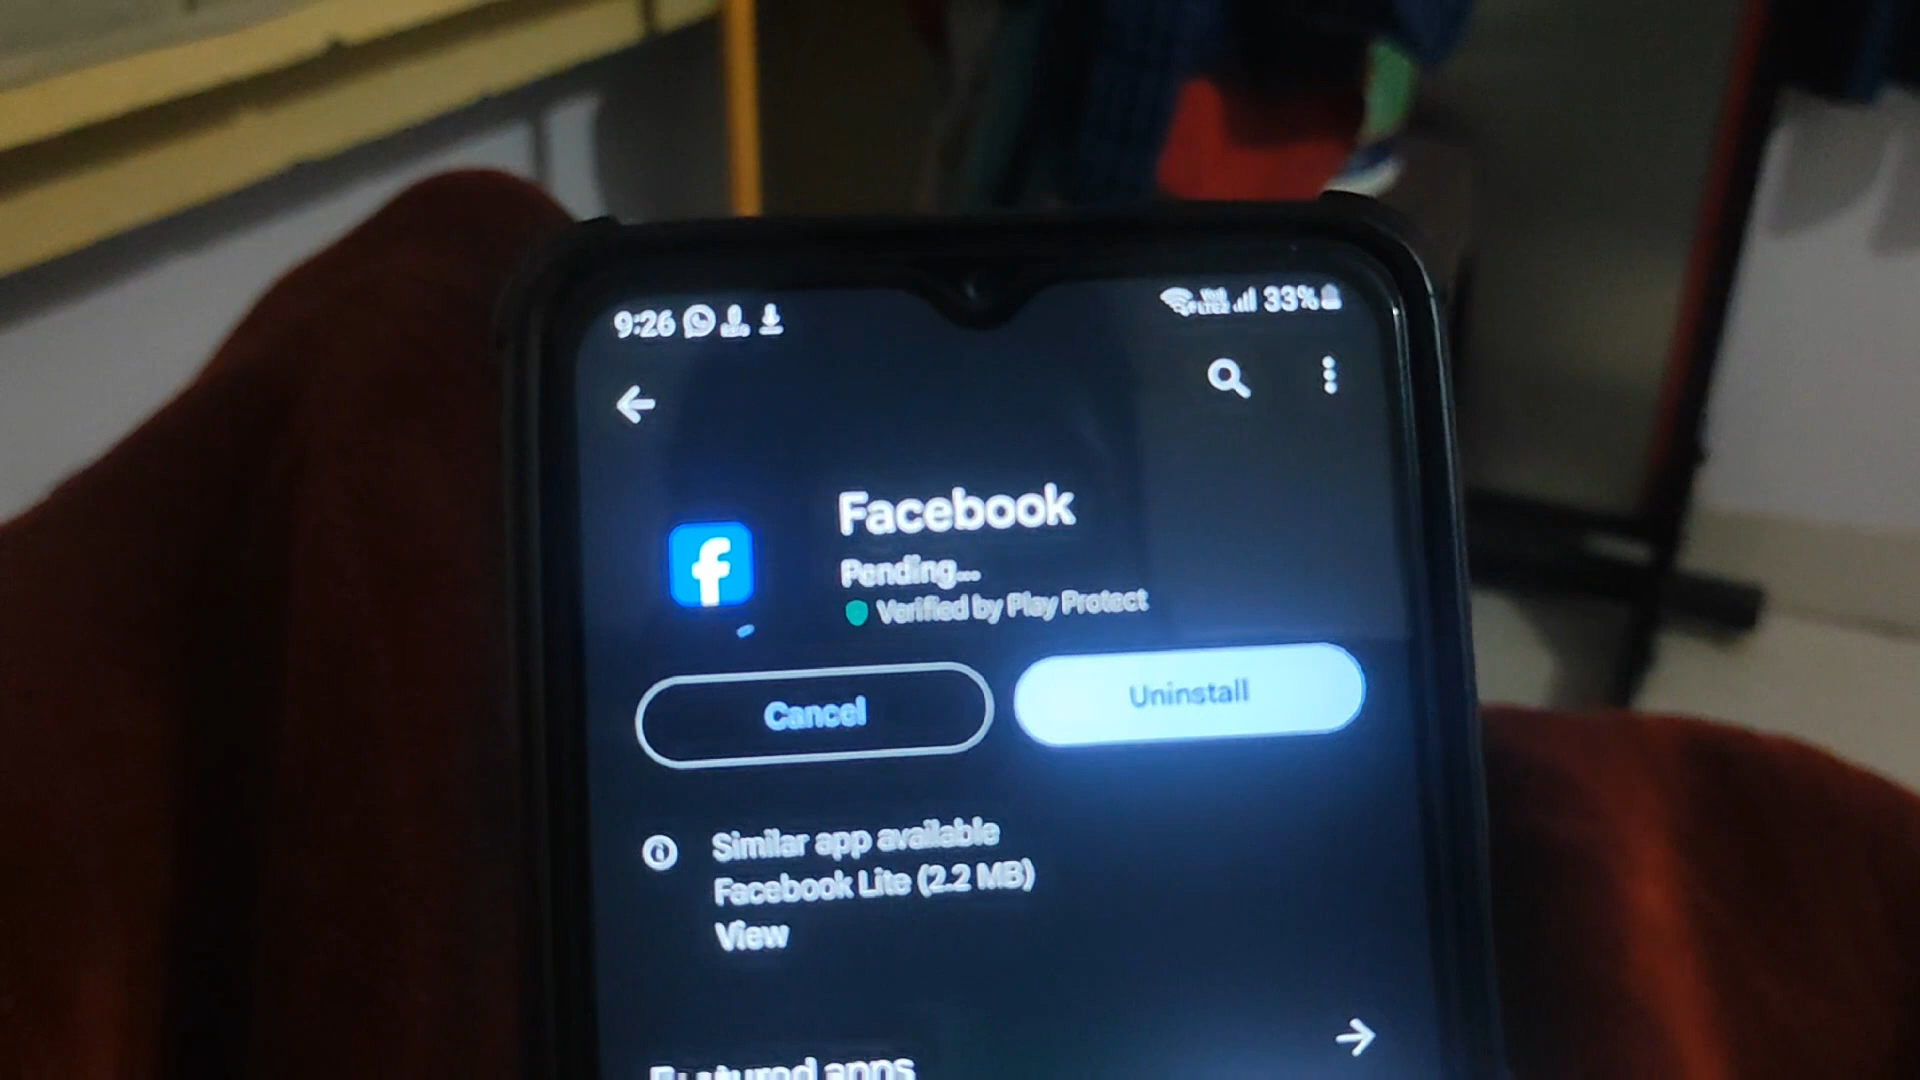 9:26 33%
Facebook
Pending...
Verified by Play Protect
Cancel Uninstall
Similar app available
Facebook Lite (2.2 MB)
View
Featured apps